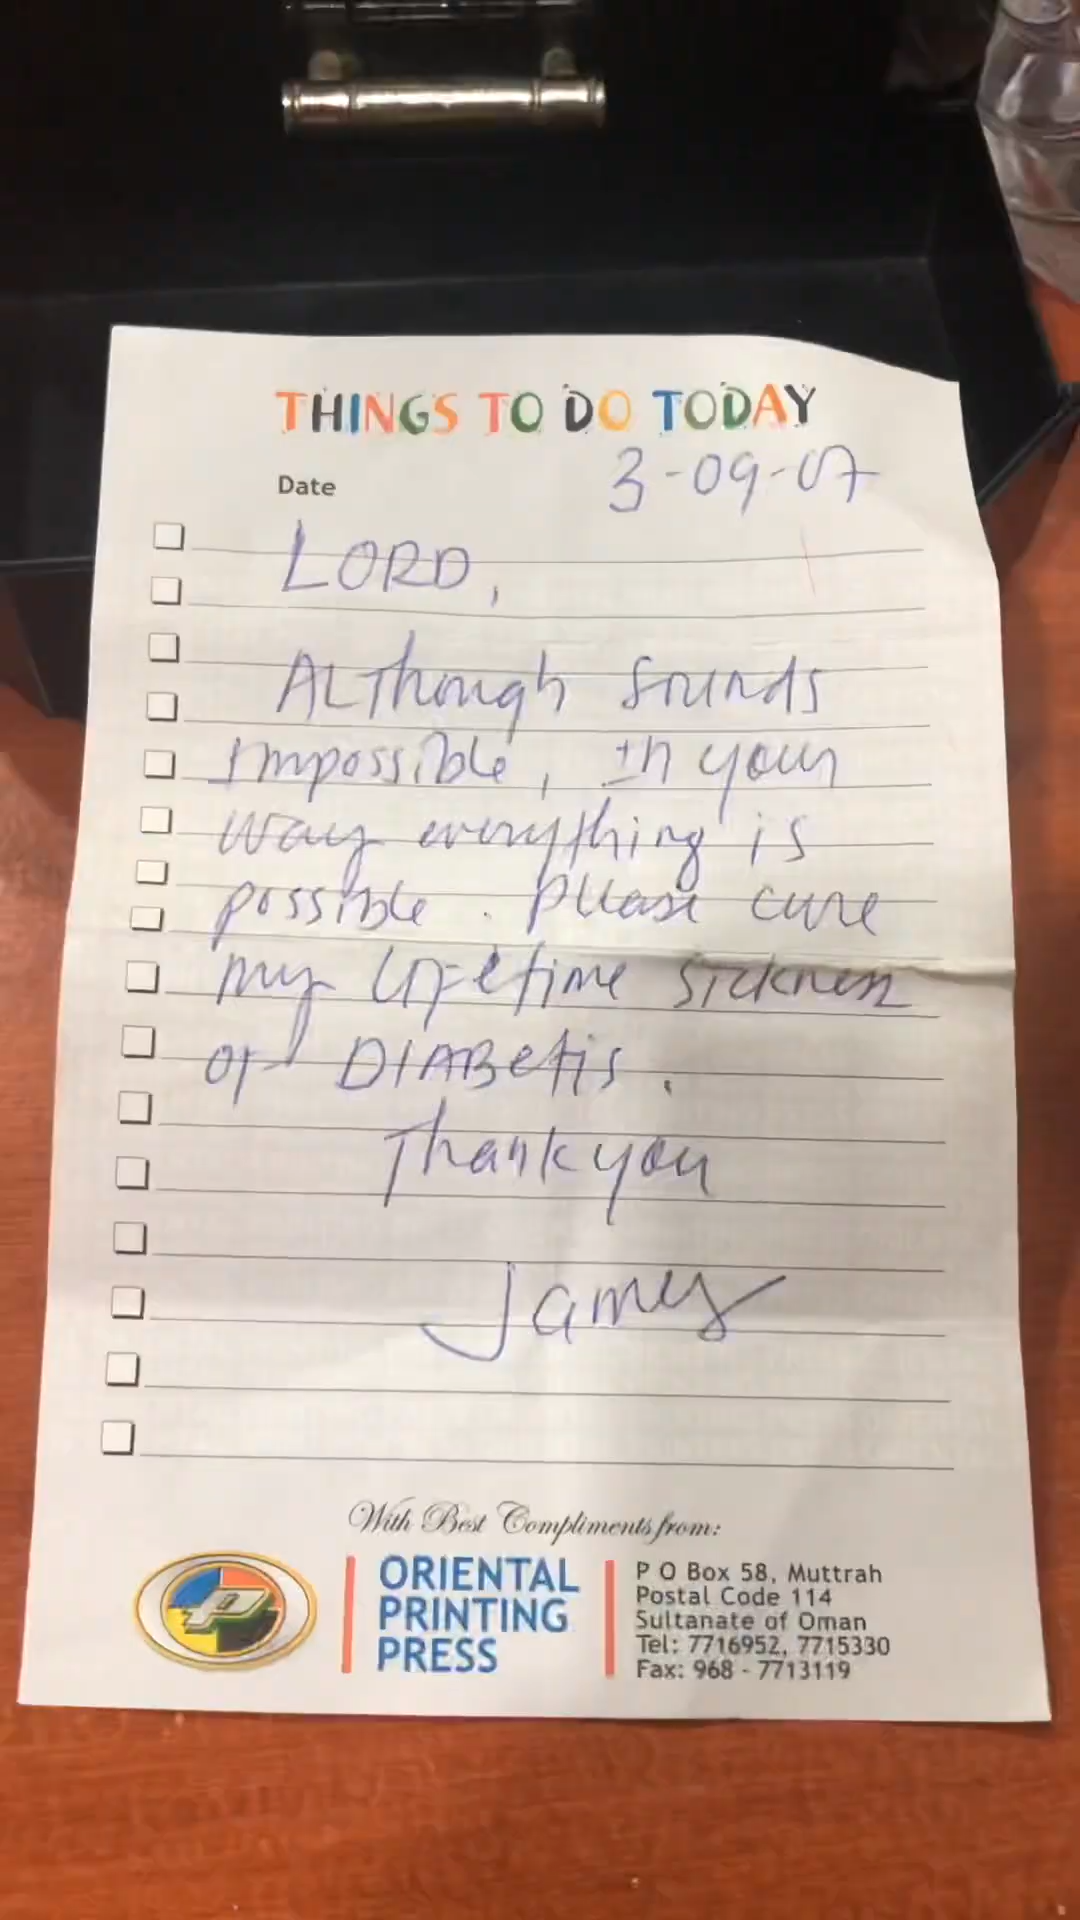 THINGS TO DO TODAY
Date 3-09-07
LORD,
ALThough sounds
Impossible, In your
way everything is
possible. please cure
my lifetime sickness
of DIABetis.
Thank you
James
With Best Compliments from:
ORIENTAL
PRINTING
PRESS
P O Box 58, Muttrah
Postal Code 114
Sultanate of Oman
Tel: 7716952, 7715330
Fax: 968 - 7713119